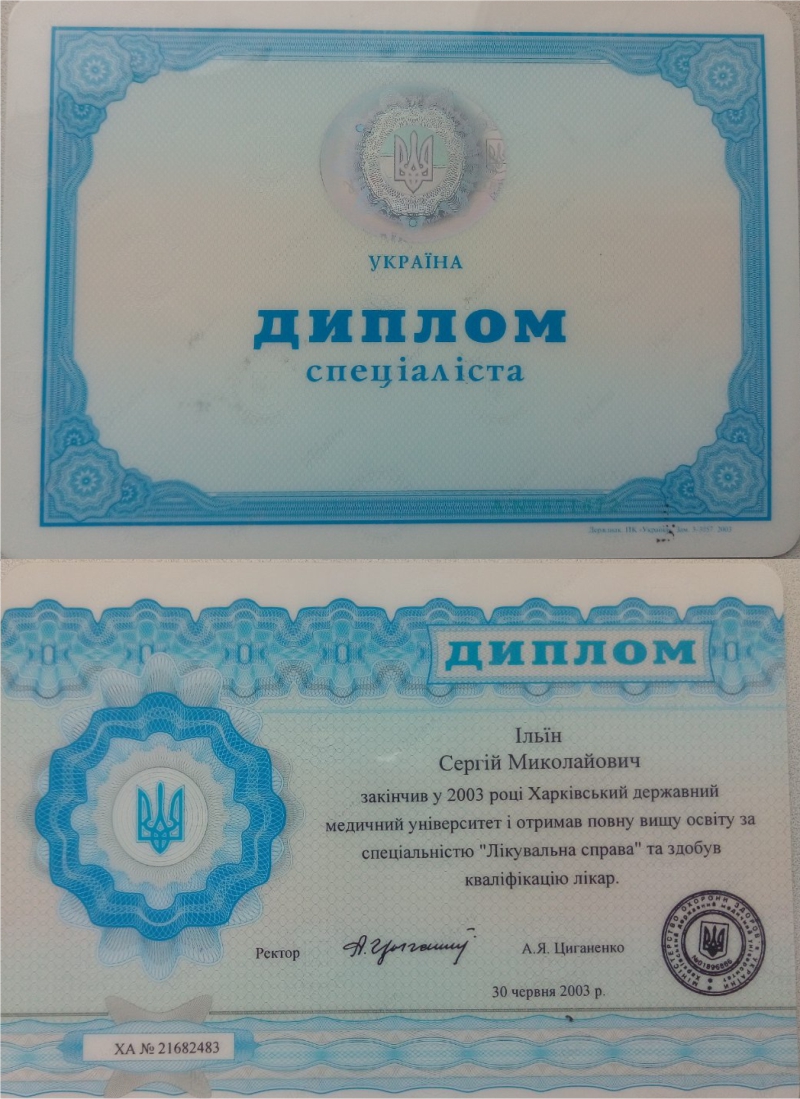 УКРАЇНА
ДИПЛОМ
спеціаліста
ДИПЛОМ
Ільїн
Сергій Миколайович
закінчив у 2003 році Харківський державний
медичний університет і отримав повну вищу освіту за
спеціальністю "Лікувальна справа" та здобув
кваліфікацію лікар.
Ректор
А.Я. Циганенко
30 червня 2003 р.
ХА № 21682483